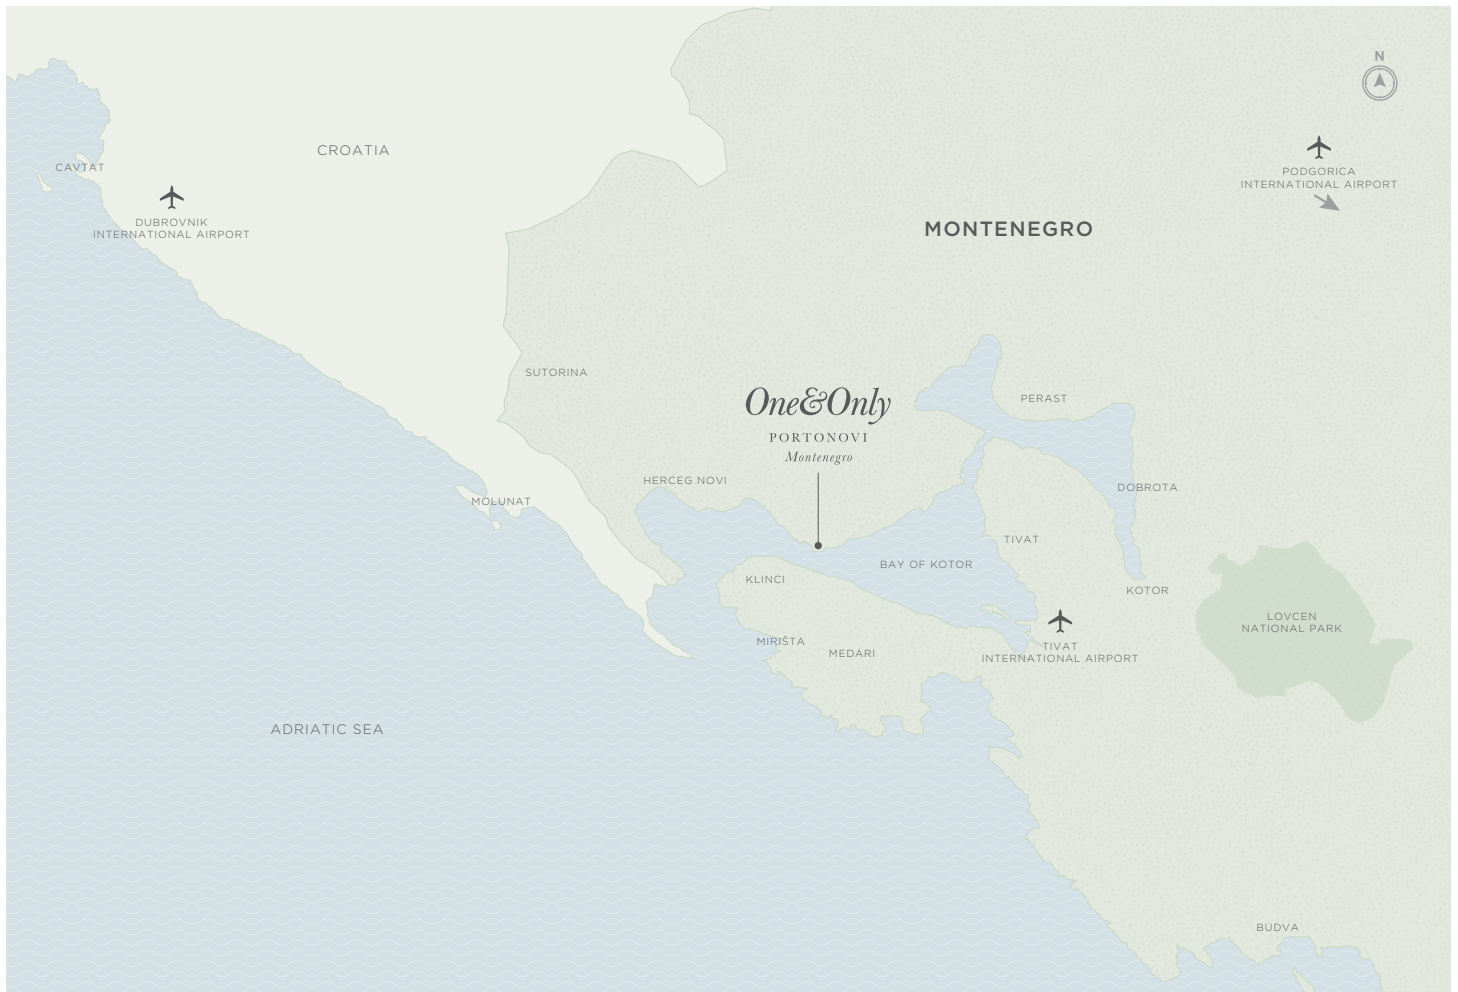 N
CROATIA
CAVTAT
PODGORICA
INTERNATIONAL AIRPORT
DUBROVNIK
INTERNATIONAL AIRPORT
MONTENEGRO
SUTORINA
One&Only
PORTONOVI
Montenegro
PERAST
HERCEG NOVI
DOBROTA
MOLUNAT
TIVAT
BAY OF KOTOR
KLINCI
KOTOR
LOVCEN
NATIONAL PARK
MIRIŠTA
MEDARI
TIVAT
INTERNATIONAL AIRPORT
ADRIATIC SEA
BUDVA